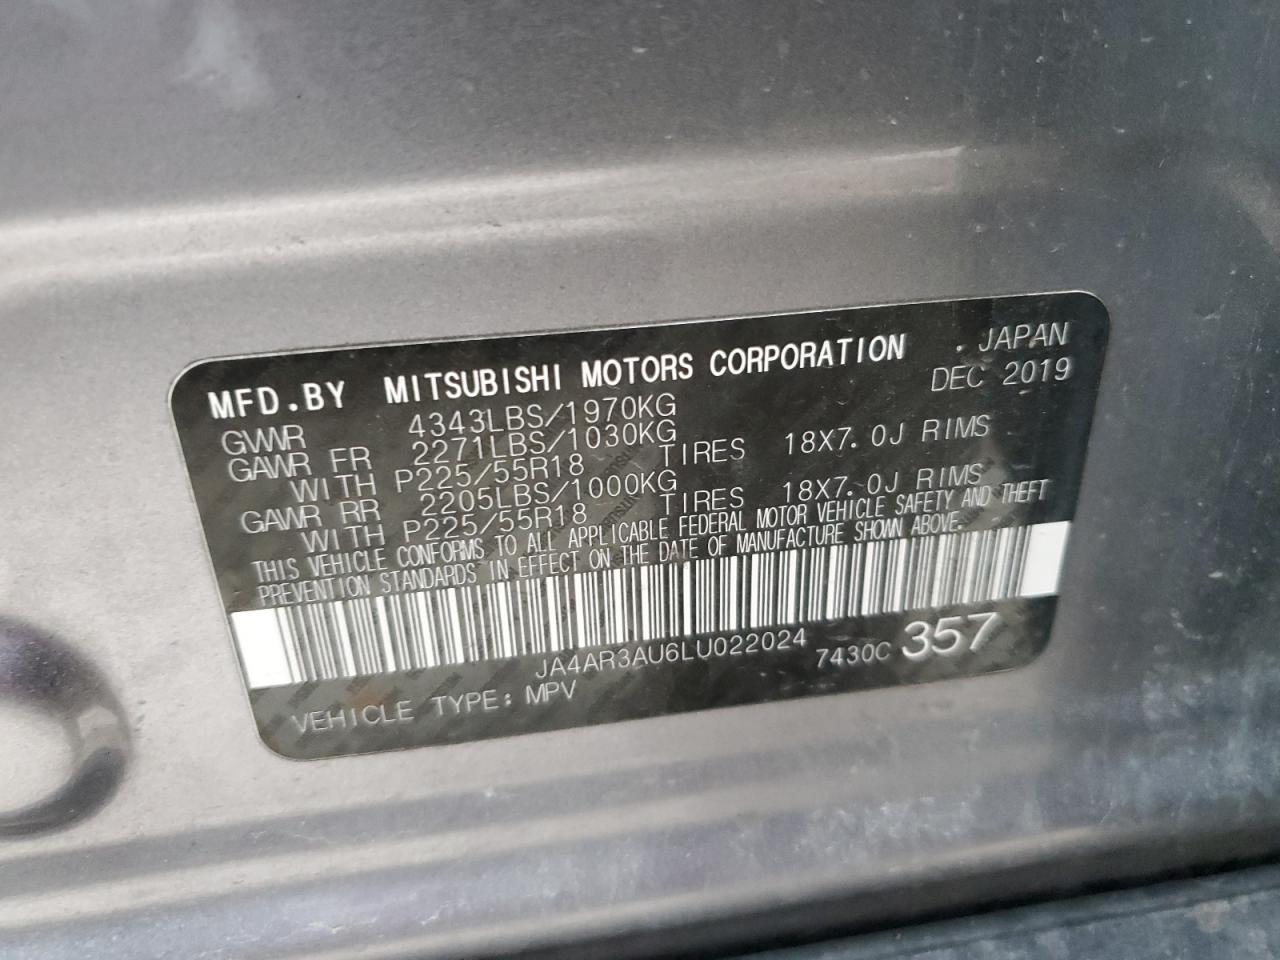 MFD.BY MITSUBISHI MOTORS CORPORATION . JAPAN
GVWR 4343LBS/1970KG DEC 2019
GAWR FR 2271LBS/1030KG
WITH P225/55R18 TIRES 18X7.0J RIMS
GAWR RR 2205LBS/1000KG
WITH P225/55R18 TIRES 18X7.0J RIMS
THIS VEHICLE CONFORMS TO ALL APPLICABLE FEDERAL MOTOR VEHICLE SAFETY AND THEFT
PREVENTION STANDARDS IN EFFECT ON THE DATE OF MANUFACTURE SHOWN ABOVE.
JA4AR3AU6LU022024 7430C 357
VEHICLE TYPE: MPV